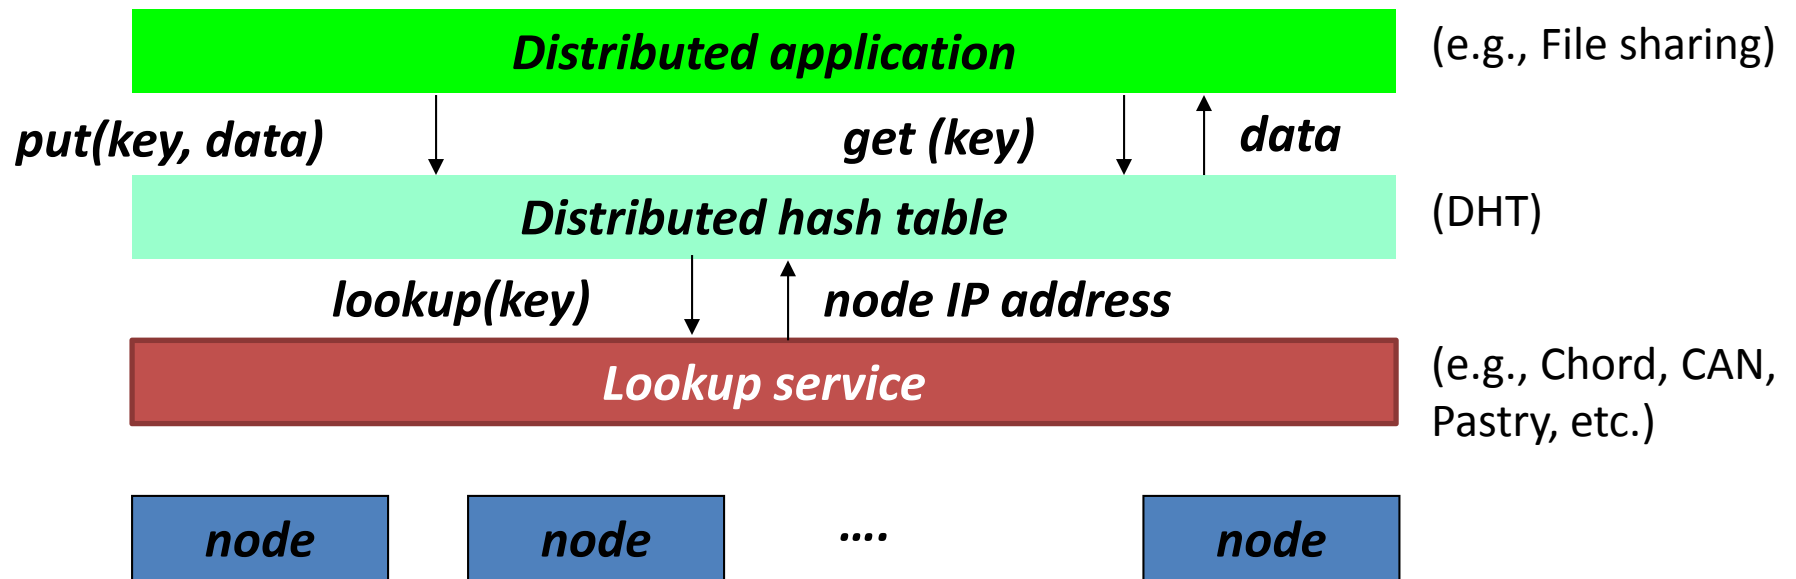 Distributed application
(e.g., File sharing)
put(key, data)
get (key)
data
Distributed hash table
(DHT)
lookup(key)
node IP address
Lookup service
(e.g., Chord, CAN,
Pastry, etc.)
node
node
....
node